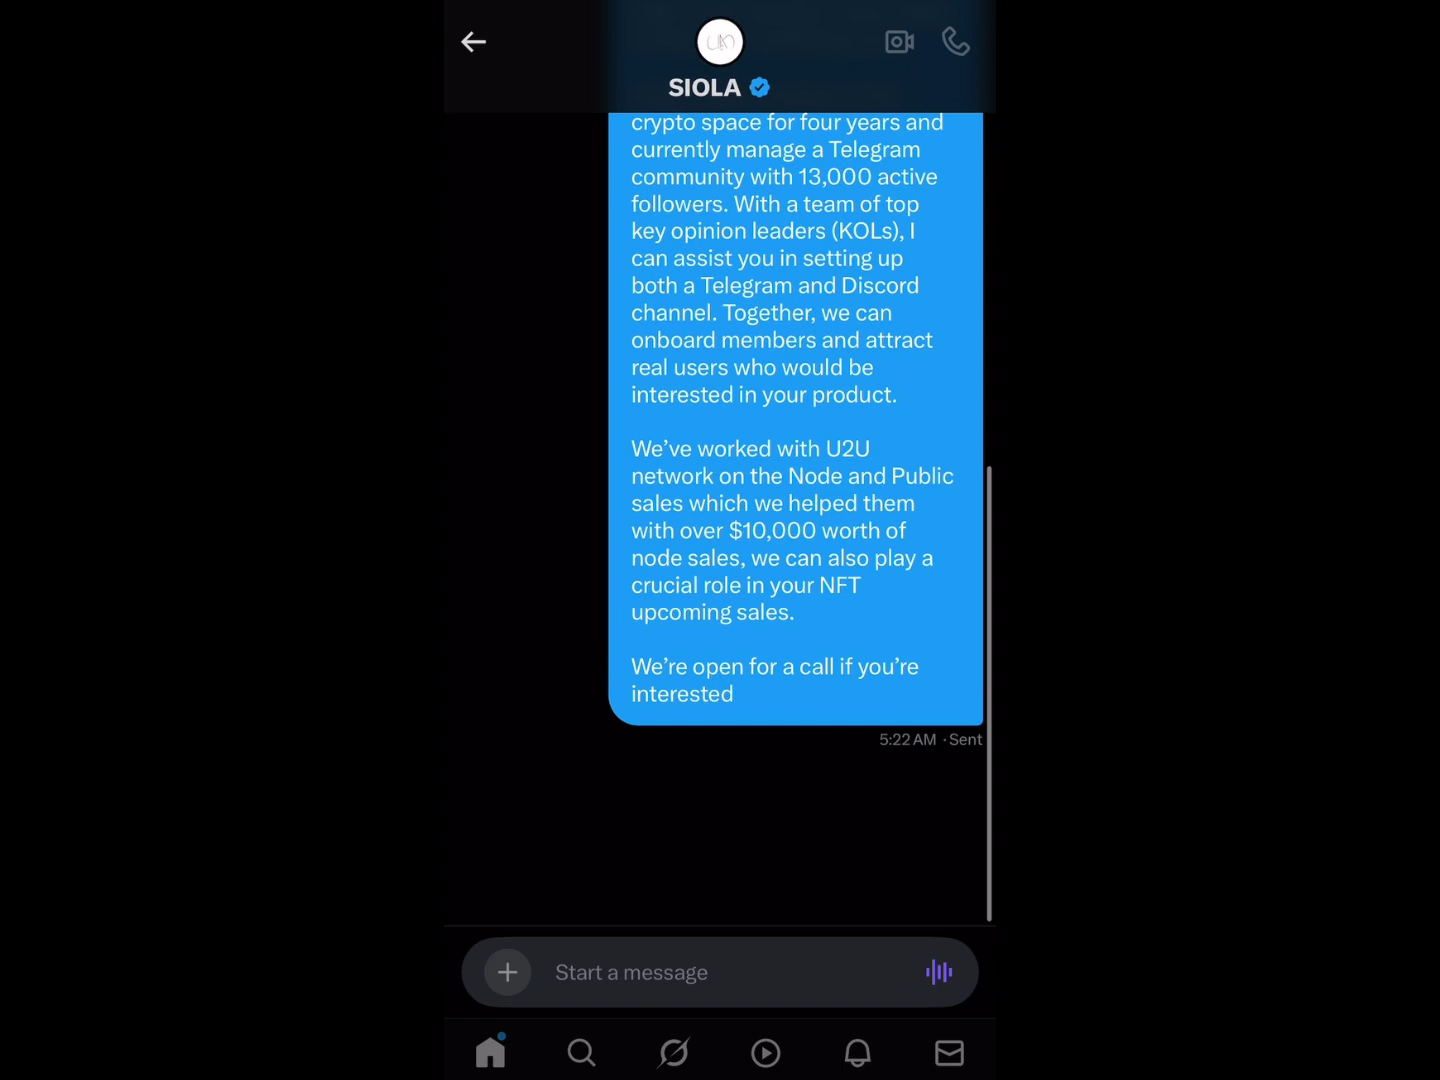 SIOLA
crypto space for four years and
currently manage a Telegram
community with 13,000 active
followers. With a team of top
key opinion leaders (KOLs), I
can assist you in setting up
both a Telegram and Discord
channel. Together, we can
onboard members and attract
real users who would be
interested in your product.
We’ve worked with U2U
network on the Node and Public
sales which we helped them
with over $10,000 worth of
node sales, we can also play a
crucial role in your NFT
upcoming sales.
We’re open for a call if you’re
interested
5:22 AM · Sent
Start a message